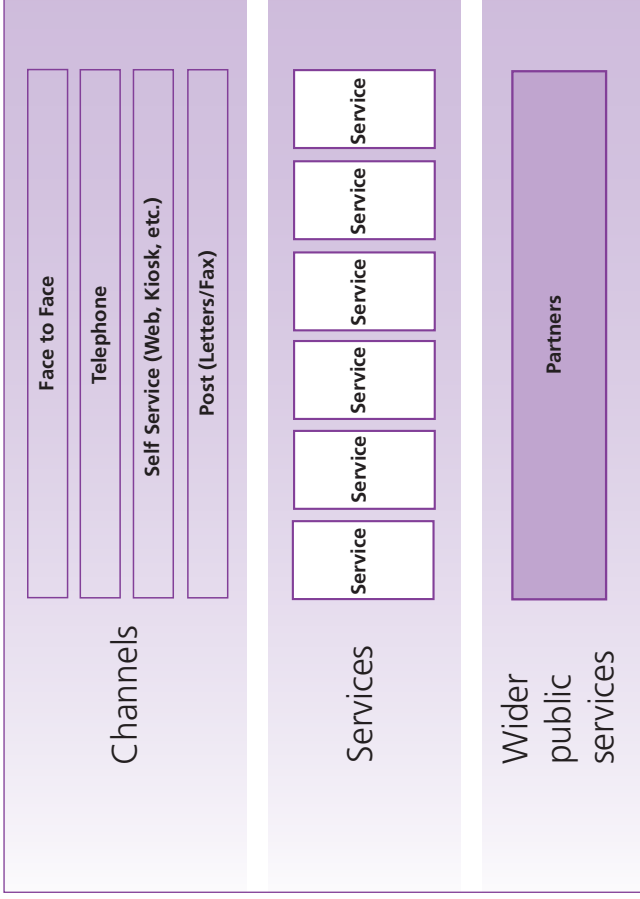 Channels
Face to Face
Telephone
Self Service (Web, Kiosk, etc.)
Post (Letters/Fax)
Services
Service
Service
Service
Service
Service
Service
Wider
public
services
Partners